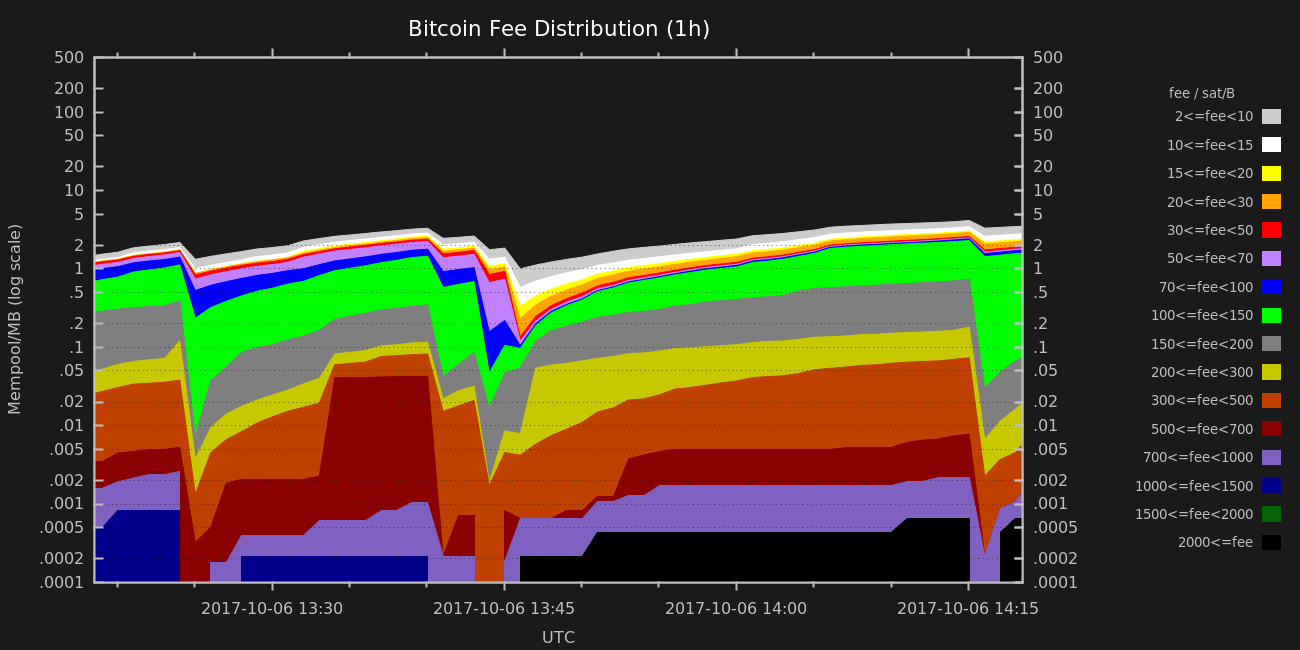 Bitcoin Fee Distribution (1h)
Mempool/MB (log scale)
500
200
100
50
20
10
5
2
1
.5
.2
.1
.05
.02
.01
.005
.002
.001
.0005
.0002
.0001
500
200
100
50
20
10
5
2
1
.5
.2
.1
.05
.02
.01
.005
.002
.001
.0005
.0002
.0001
2017-10-06 13:30
2017-10-06 13:45
2017-10-06 14:00
2017-10-06 14:15
UTC
fee / sat/B
2<=fee<10
10<=fee<15
15<=fee<20
20<=fee<30
30<=fee<50
50<=fee<70
70<=fee<100
100<=fee<150
150<=fee<200
200<=fee<300
300<=fee<500
500<=fee<700
700<=fee<1000
1000<=fee<1500
1500<=fee<2000
2000<=fee